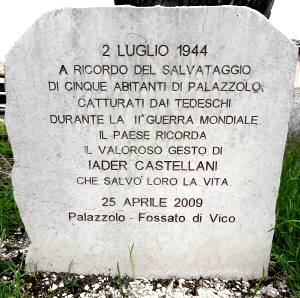 2 LUGLIO 1944
A RICORDO DEL SALVATAGGIO
DI CINQUE ABITANTI DI PALAZZOLO,
CATTURATI DAI TEDESCHI
DURANTE LA IIª GUERRA MONDIALE
IL PAESE RICORDA
IL VALOROSO GESTO DI
IADER CASTELLANI
CHE SALVO' LORO LA VITA.
25 APRILE 2009
Palazzolo - Fossato di Vico